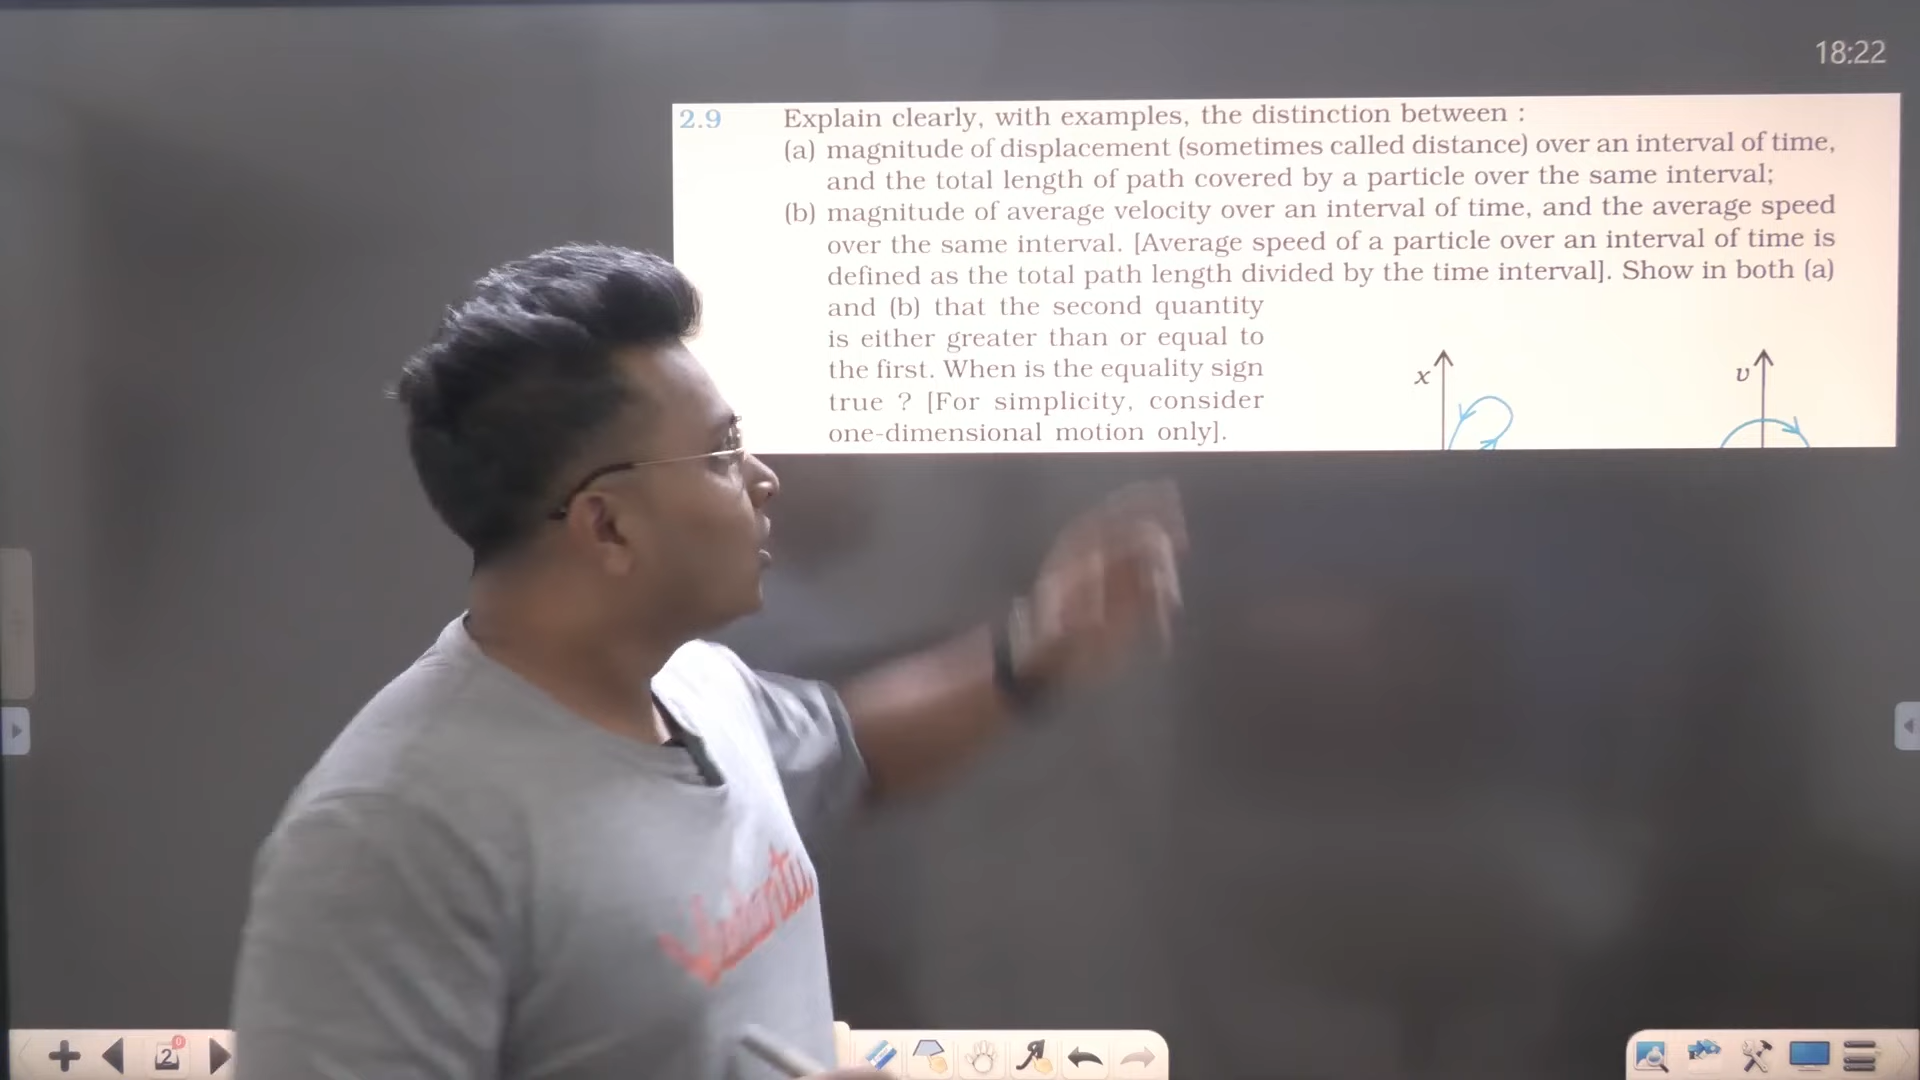 18:22
2.9 Explain clearly, with examples, the distinction between :
(a) magnitude of displacement (sometimes called distance) over an interval of time,
and the total length of path covered by a particle over the same interval;
(b) magnitude of average velocity over an interval of time, and the average speed
over the same interval. [Average speed of a particle over an interval of time is
defined as the total path length divided by the time interval]. Show in both (a)
and (b) that the second quantity
is either greater than or equal to
the first. When is the equality sign
true ? [For simplicity, consider
one-dimensional motion only].
x
υ
2
0